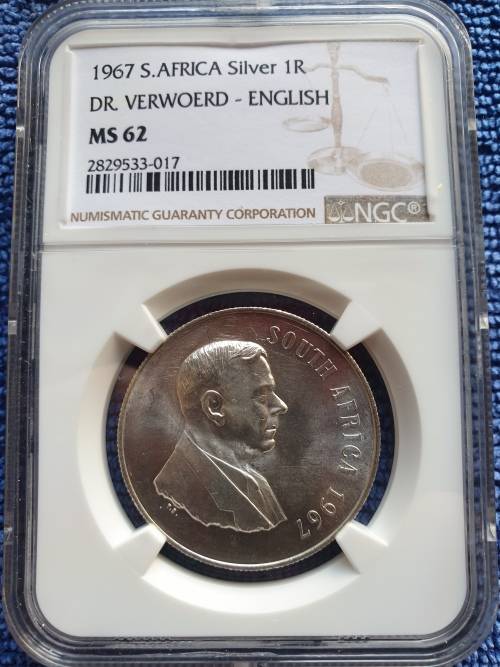 1967 S.AFRICA Silver 1R
DR. VERWOERD - ENGLISH
MS 62
2829533-017
NUMISMATIC GUARANTY CORPORATION
NGC®
SOUTH AFRICA 1967